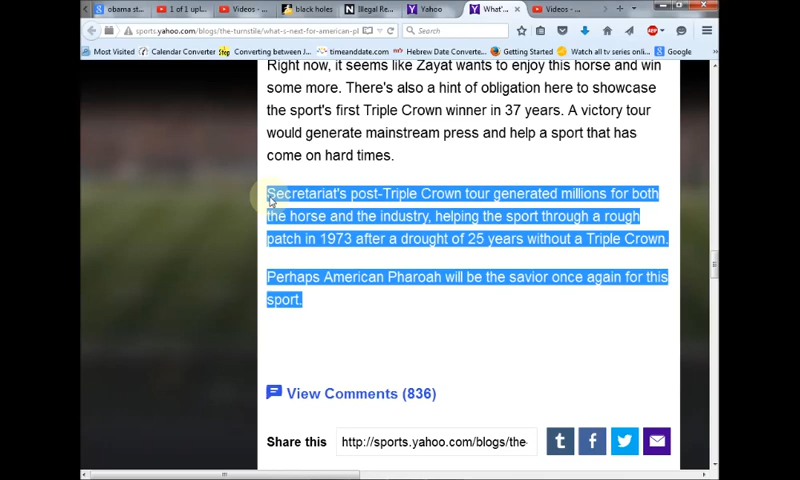 obama st...
1 of 1 upl...
Videos - ...
black holes
Illegal Re...
Yahoo
What'...
Videos - ...
sports.yahoo.com/blogs/the-turnstile/what-s-next-for-american-pl
Search
Most Visited
Calendar Converter
Converting between J...
timeanddate.com
Hebrew Date Converte...
Getting Started
Watch all tv series onl...
Google
Right now, it seems like Zayat wants to enjoy this horse and win
some more. There's also a hint of obligation here to showcase
the sport's first Triple Crown winner in 37 years. A victory tour
would generate mainstream press and help a sport that has
come on hard times.
Secretariat's post-Triple Crown tour generated millions for both
the horse and the industry, helping the sport through a rough
patch in 1973 after a drought of 25 years without a Triple Crown.
Perhaps American Pharoah will be the savior once again for this
sport.
View Comments (836)
Share this
http://sports.yahoo.com/blogs/the-